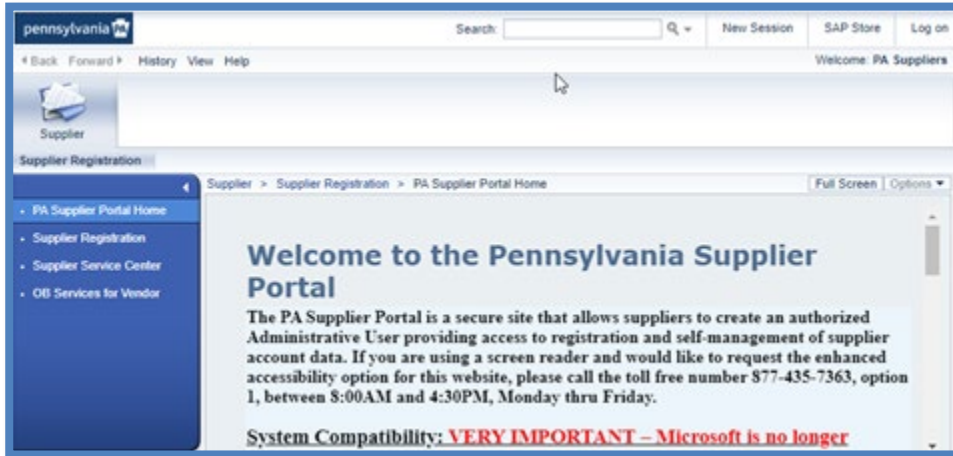 pennsylvania PA
Search:
New Session
SAP Store
Log on
Back Forward History View Help
Welcome: PA Suppliers
Supplier
Supplier Registration
Supplier > Supplier Registration > PA Supplier Portal Home
Full Screen
Options
PA Supplier Portal Home
Supplier Registration
Supplier Service Center
OB Services for Vendor
Welcome to the Pennsylvania Supplier
Portal
The PA Supplier Portal is a secure site that allows suppliers to create an authorized
Administrative User providing access to registration and self-management of supplier
account data. If you are using a screen reader and would like to request the enhanced
accessibility option for this website, please call the toll free number 877-435-7363, option
1, between 8:00AM and 4:30PM, Monday thru Friday.
System Compatibility: VERY IMPORTANT – Microsoft is no longer